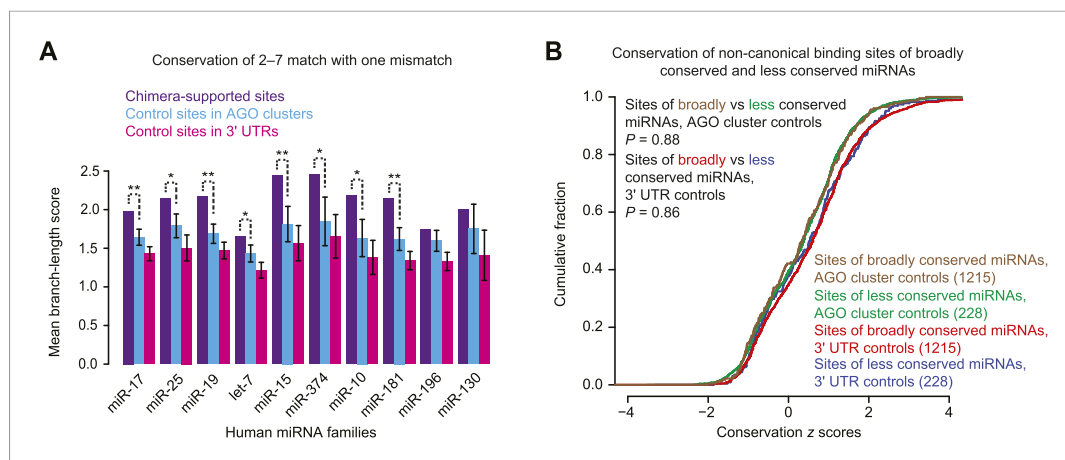 A
Conservation of 2–7 match with one mismatch
Chimera-supported sites
Control sites in AGO clusters
Control sites in 3' UTRs
Mean branch-length score
2.5
2.0
1.5
1.0
0.5
0.0
**
*
**
*
**
*
*
**
miR-17
miR-25
miR-19
let-7
miR-15
miR-374
miR-10
miR-181
miR-196
miR-130
Human miRNA families
B
Conservation of non-canonical binding sites of broadly
conserved and less conserved miRNAs
Cumulative fraction
1.0
0.8
0.6
0.4
0.2
0.0
Sites of broadly vs less conserved
miRNAs, AGO cluster controls
P = 0.88
Sites of broadly vs less
conserved miRNAs,
3' UTR controls
P = 0.86
Sites of broadly conserved miRNAs,
AGO cluster controls (1215)
Sites of less conserved miRNAs,
AGO cluster controls (228)
Sites of broadly conserved miRNAs,
3' UTR controls (1215)
Sites of less conserved miRNAs,
3' UTR controls (228)
−4
−2
0
2
4
Conservation z scores